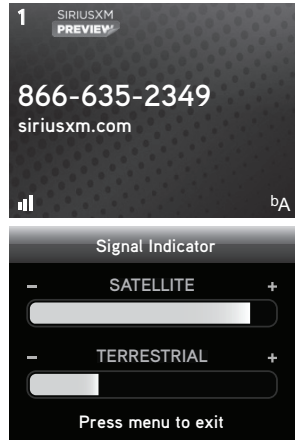 1 SIRIUSXM
PREVIEW
866-635-2349
siriusxm.com
bA
Signal Indicator
- SATELLITE +
- TERRESTRIAL +
Press menu to exit